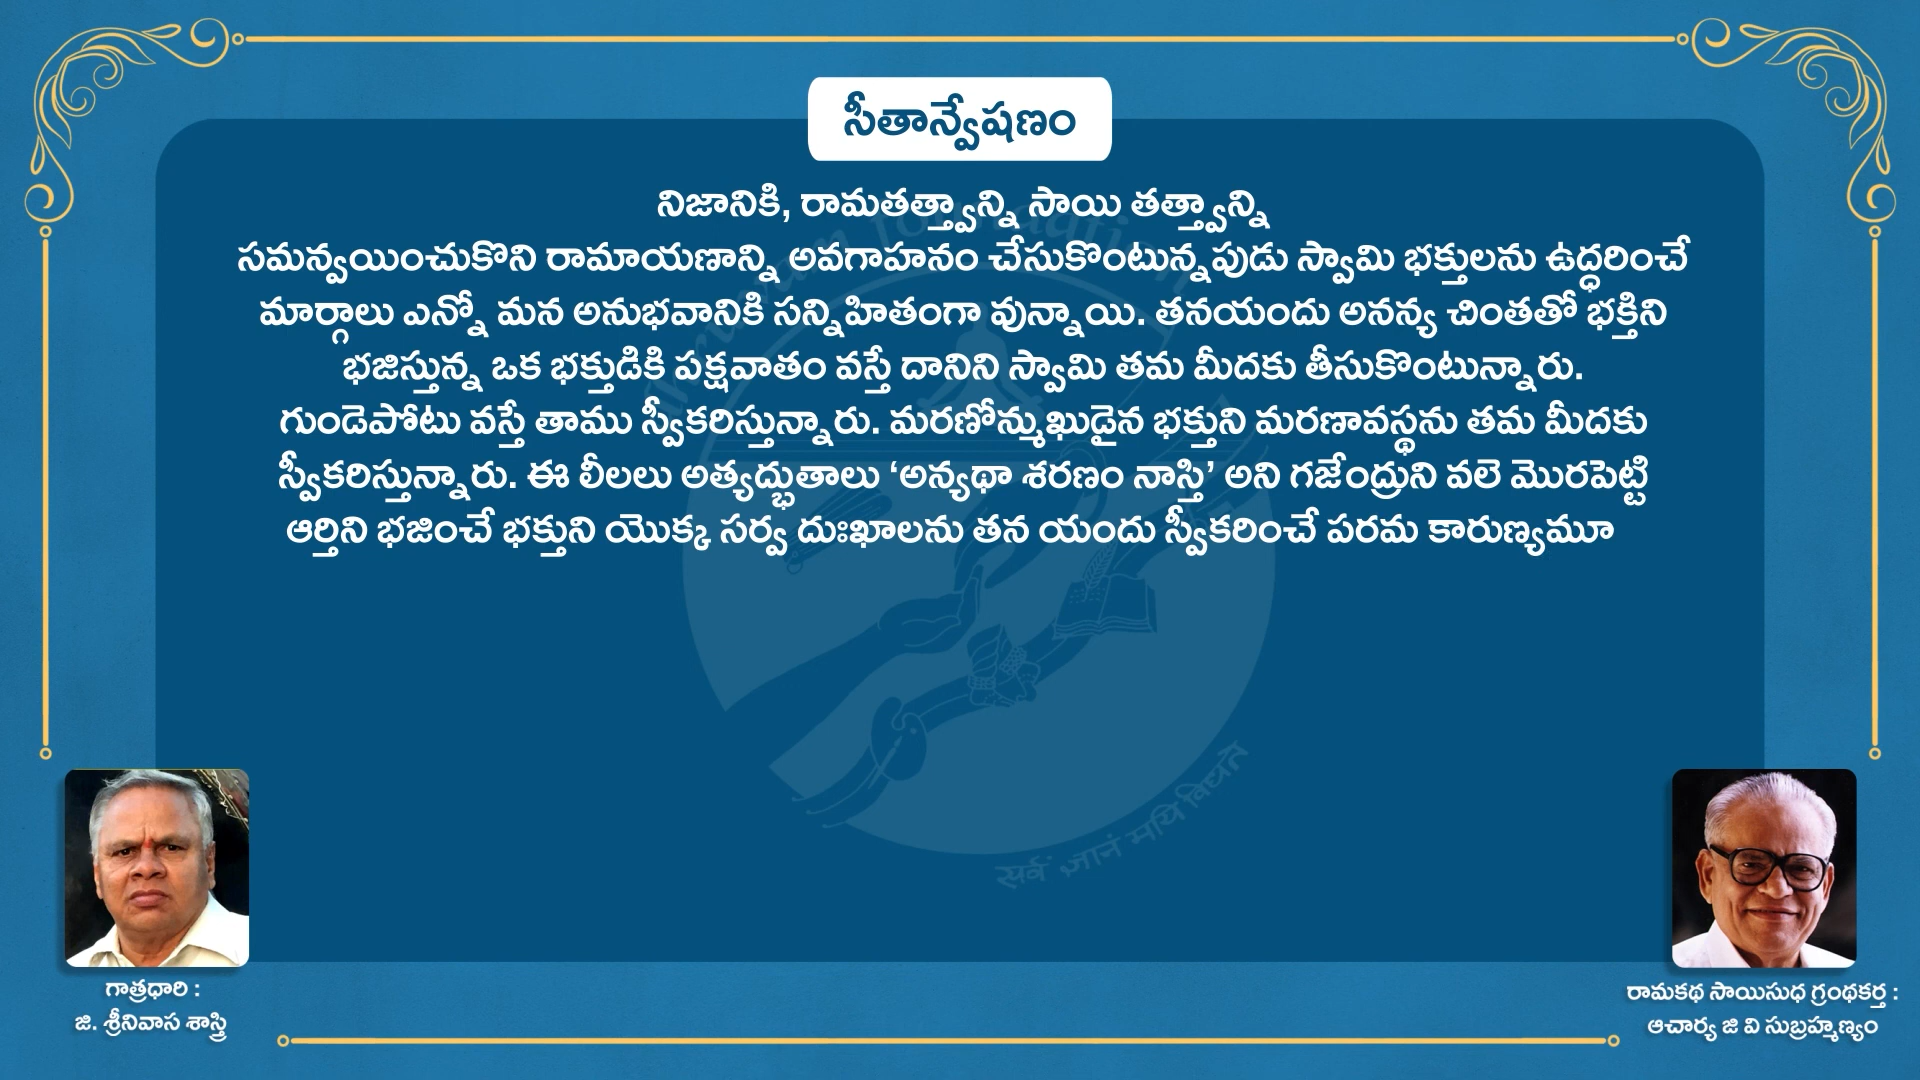 సీతాన్వేషణం
నిజానికి, రామతత్త్వాన్ని సాయి తత్త్వాన్ని
సమన్వయించుకొని రామాయణాన్ని అవగాహనం చేసుకొంటున్నపుడు స్వామి భక్తులను ఉద్ధరించే
మార్గాలు ఎన్నో మన అనుభవానికి సన్నిహితంగా వున్నాయి. తనయందు అనన్య చింతతో భక్తిని
భజిస్తున్న ఒక భక్తుడికి పక్షవాతం వస్తే దానిని స్వామి తమ మీదకు తీసుకొంటున్నారు.
గుండెపోటు వస్తే తాము స్వీకరిస్తున్నారు. మరణోన్ముఖుడైన భక్తుని మరణావస్థను తమ మీదకు
స్వీకరిస్తున్నారు. ఈ లీలలు అత్యద్భుతాలు ‘అన్యథా శరణం నాస్తి’ అని గజేంద్రుని వలె మొరపెట్టి
ఆర్తిని భజించే భక్తుని యొక్క సర్వ దుఃఖాలను తన యందు స్వీకరించే పరమ కారుణ్యమూ
सर्वं ज्ञानं मयि विद्यते
గాత్రధారి :
జి. శ్రీనివాస శాస్త్రి
రామకథ సాయిసుధ గ్రంథకర్త :
ఆచార్య జి వి సుబ్రహ్మణ్యం